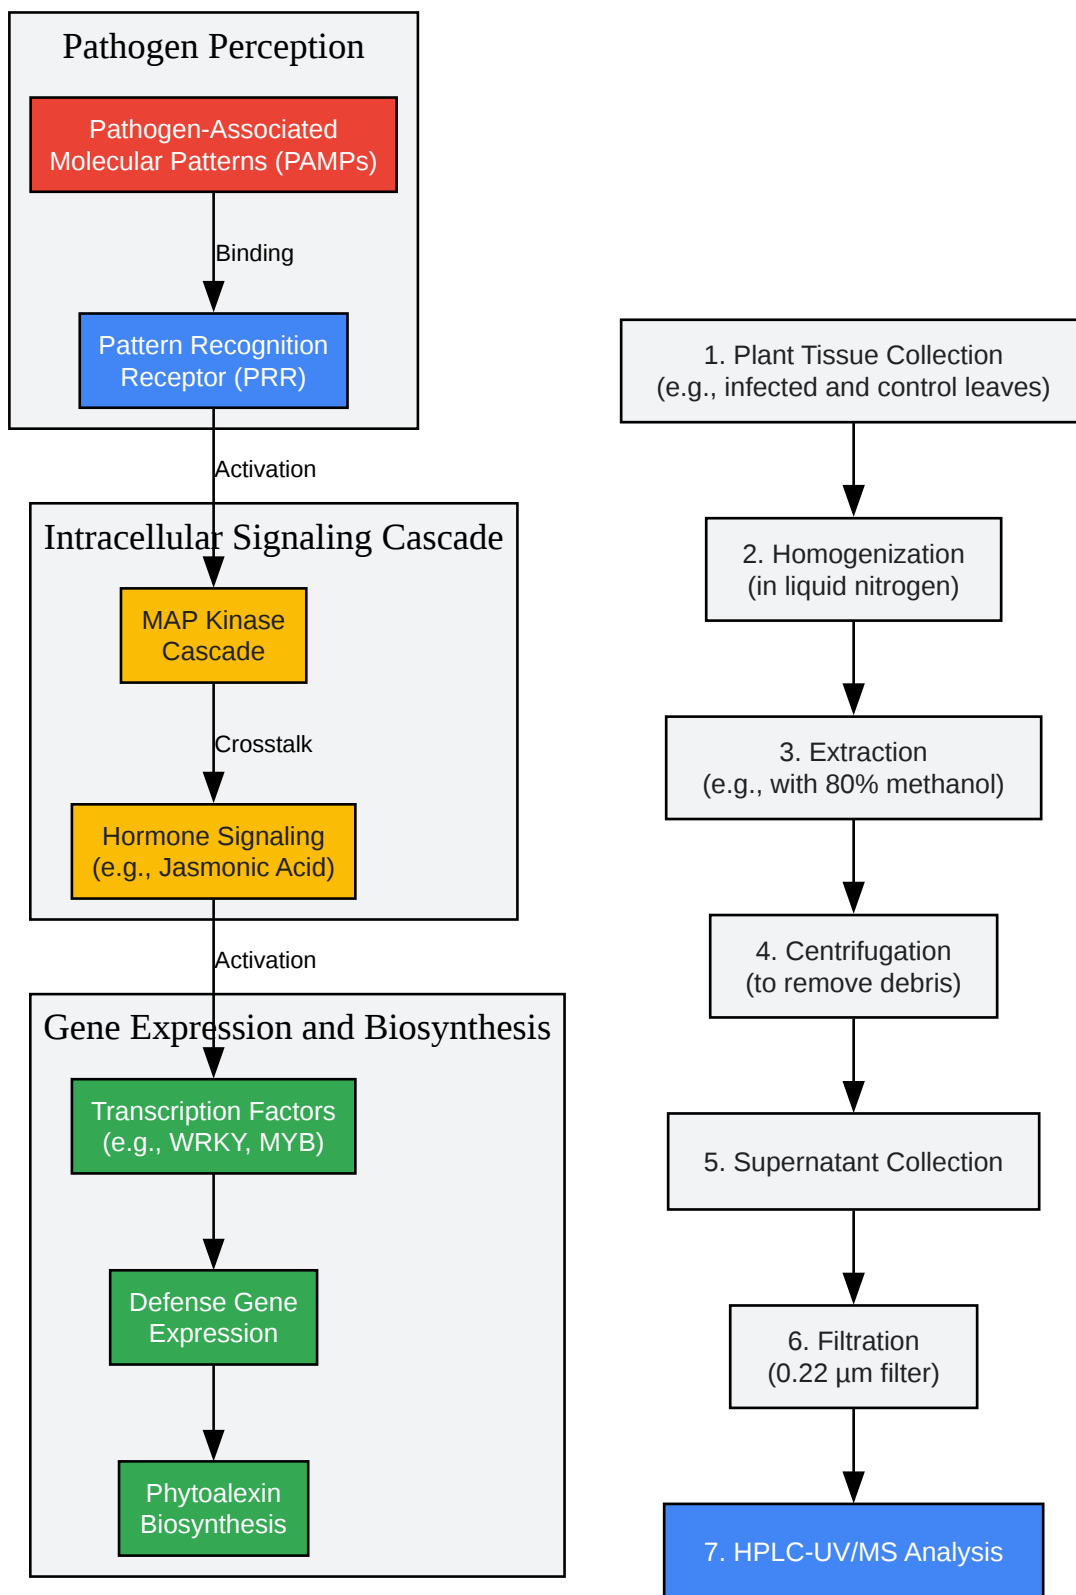 Pathogen Perception
Pathogen-Associated
Molecular Patterns (PAMPs)
Binding
Pattern Recognition
Receptor (PRR)
Activation
Intracellular Signaling Cascade
MAP Kinase
Cascade
Crosstalk
Hormone Signaling
(e.g., Jasmonic Acid)
Activation
Gene Expression and Biosynthesis
Transcription Factors
(e.g., WRKY, MYB)
Defense Gene
Expression
Phytoalexin
Biosynthesis
1. Plant Tissue Collection
(e.g., infected and control leaves)
2. Homogenization
(in liquid nitrogen)
3. Extraction
(e.g., with 80% methanol)
4. Centrifugation
(to remove debris)
5. Supernatant Collection
6. Filtration
(0.22 µm filter)
7. HPLC-UV/MS Analysis